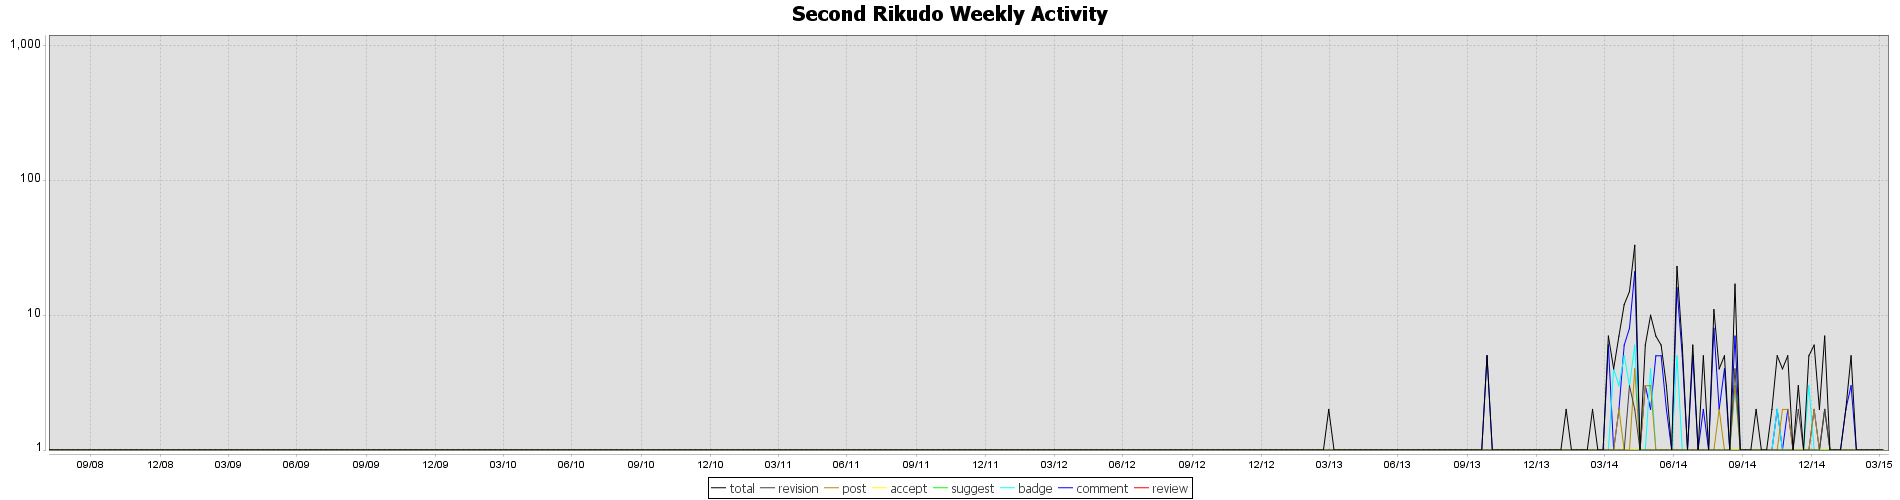 Second Rikudo Weekly Activity
1,000
100
10
1
09/08 12/08 03/09 06/09 09/09 12/09 03/10 06/10 09/10 12/10 03/11 06/11 09/11 12/11 03/12 06/12 09/12 12/12 03/13 06/13 09/13 12/13 03/14 06/14 09/14 12/14 03/15
total revision post accept suggest badge comment review